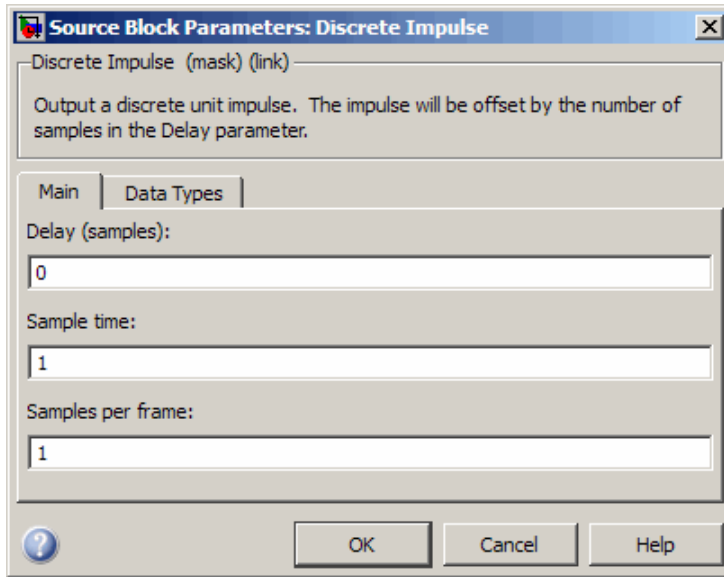 Source Block Parameters: Discrete Impulse
Discrete Impulse (mask) (link)
Output a discrete unit impulse. The impulse will be offset by the number of
samples in the Delay parameter.
Main Data Types
Delay (samples):
0
Sample time:
1
Samples per frame:
1
? OK Cancel Help